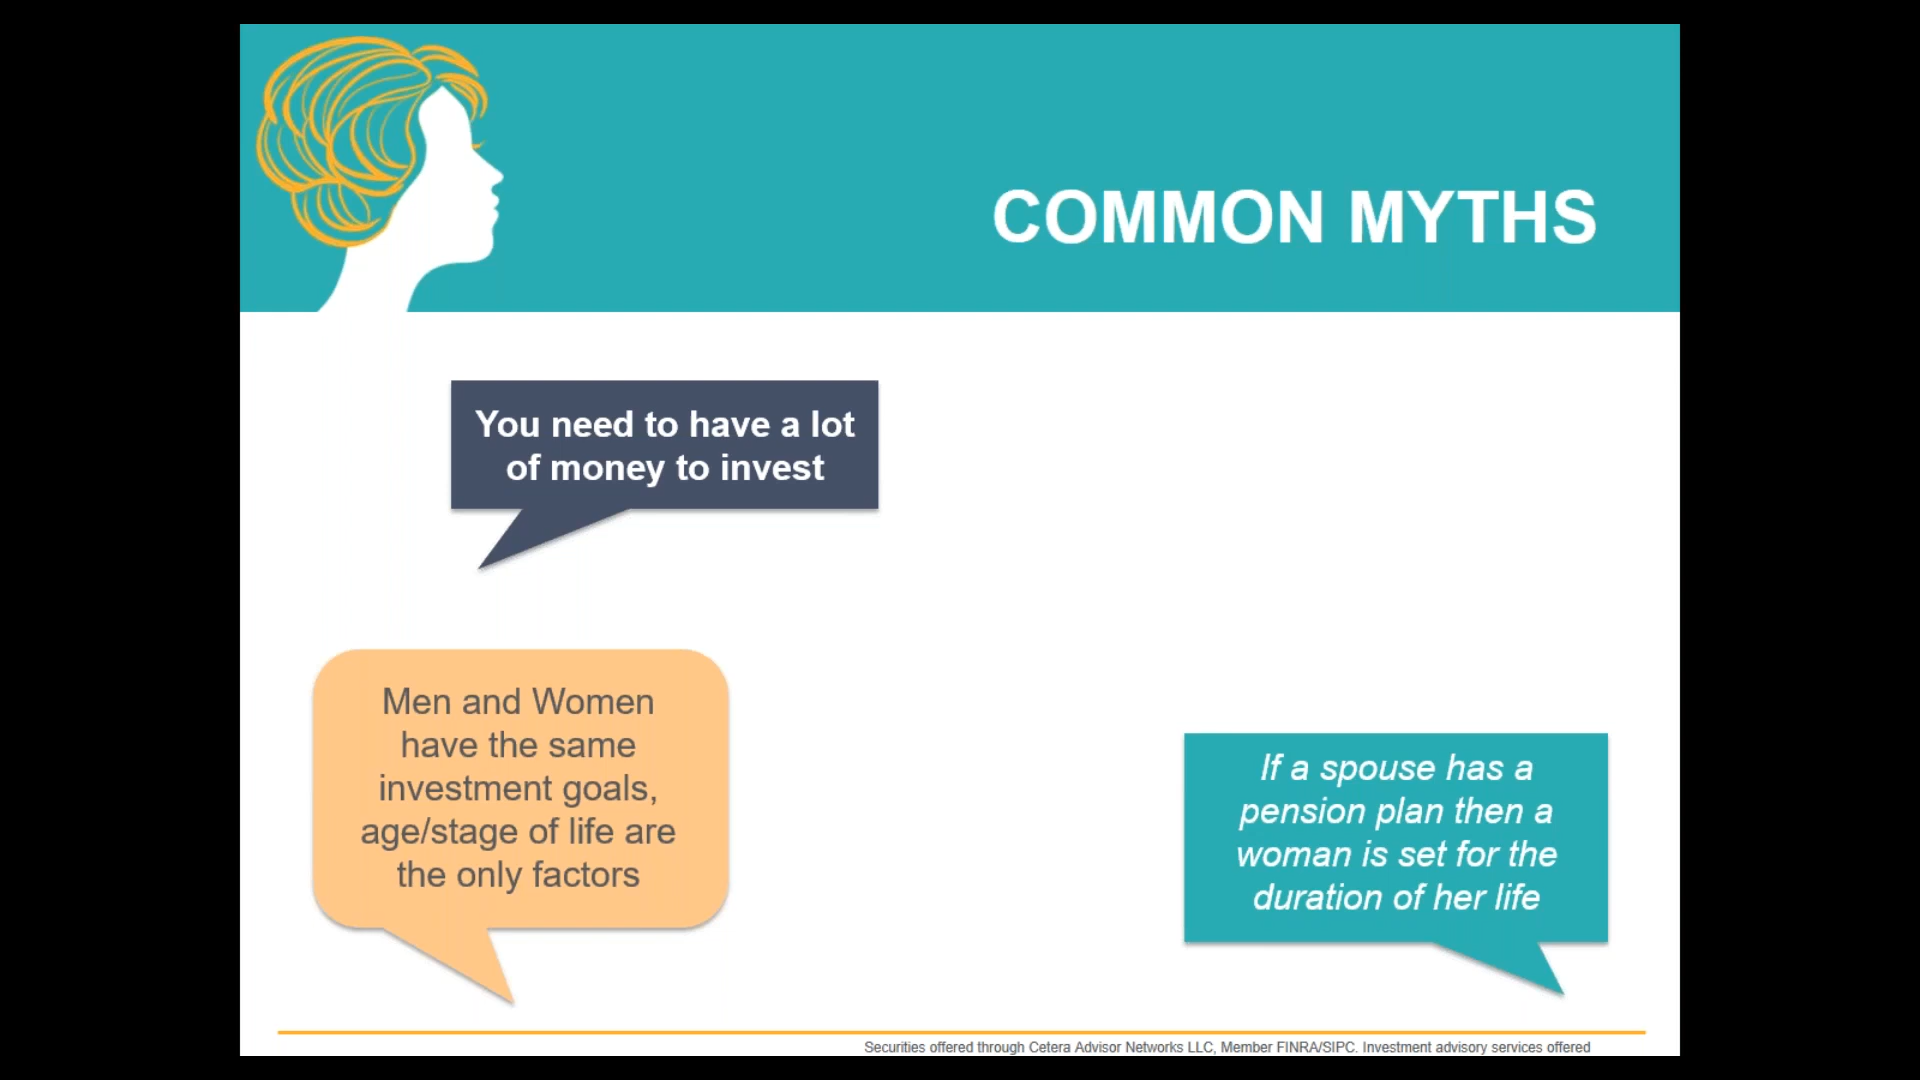 COMMON MYTHS
You need to have a lot
of money to invest
Men and Women
have the same
investment goals,
age/stage of life are
the only factors
If a spouse has a
pension plan then a
woman is set for the
duration of her life
Securities offered through Cetera Advisor Networks LLC, Member FINRA/SIPC. Investment advisory services offered